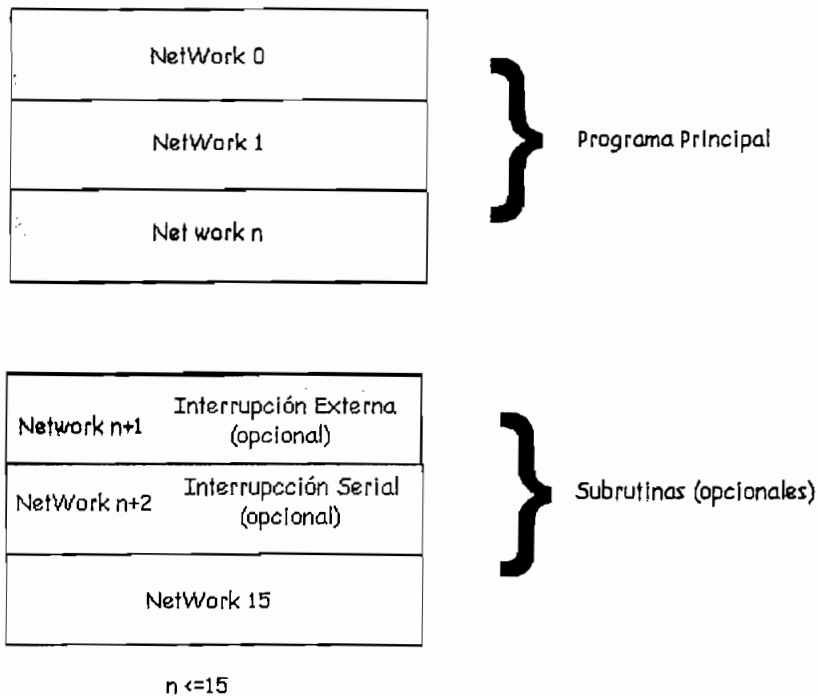 NetWork 0
NetWork 1
Net work n
Programa Principal
Network n+1
Interrupción Externa
(opcional)
NetWork n+2
Interrupcción Serial
(opcional)
NetWork 15
Subrutinas (opcionales)
n <=15